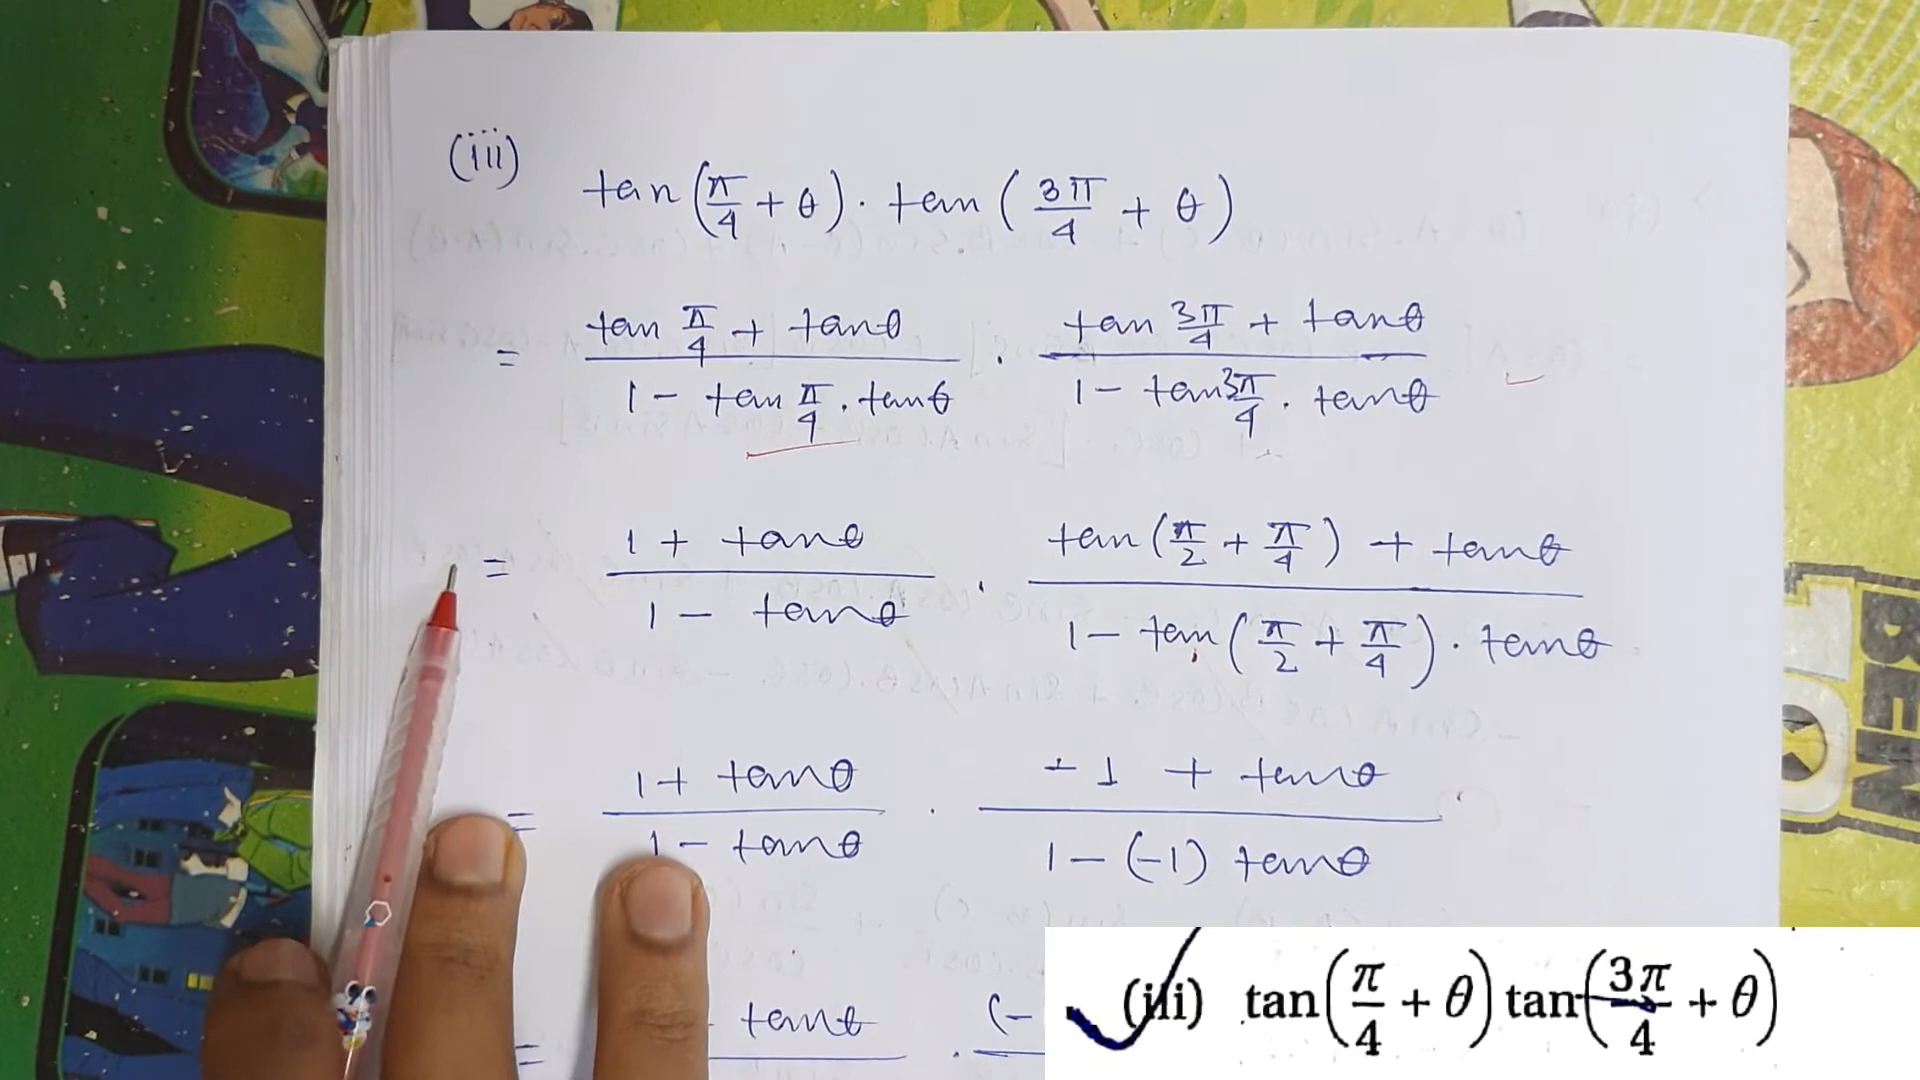 (iii)
tan(π/4 + θ) · tan(3π/4 + θ)
= (tan π/4 + tanθ)/(1 - tan π/4 · tanθ) · (tan 3π/4 + tanθ)/(1 - tan 3π/4 · tanθ)
= (1 + tanθ)/(1 - tanθ) · (tan(π/2 + π/4) + tanθ)/(1 - tan(π/2 + π/4) · tanθ)
= (1 + tanθ)/(1 - tanθ) · (-1 + tanθ)/(1 - (-1) tanθ)
= tanθ · (-
(iii) tan(π/4 + θ) tan(3π/4 + θ)
BEN
10